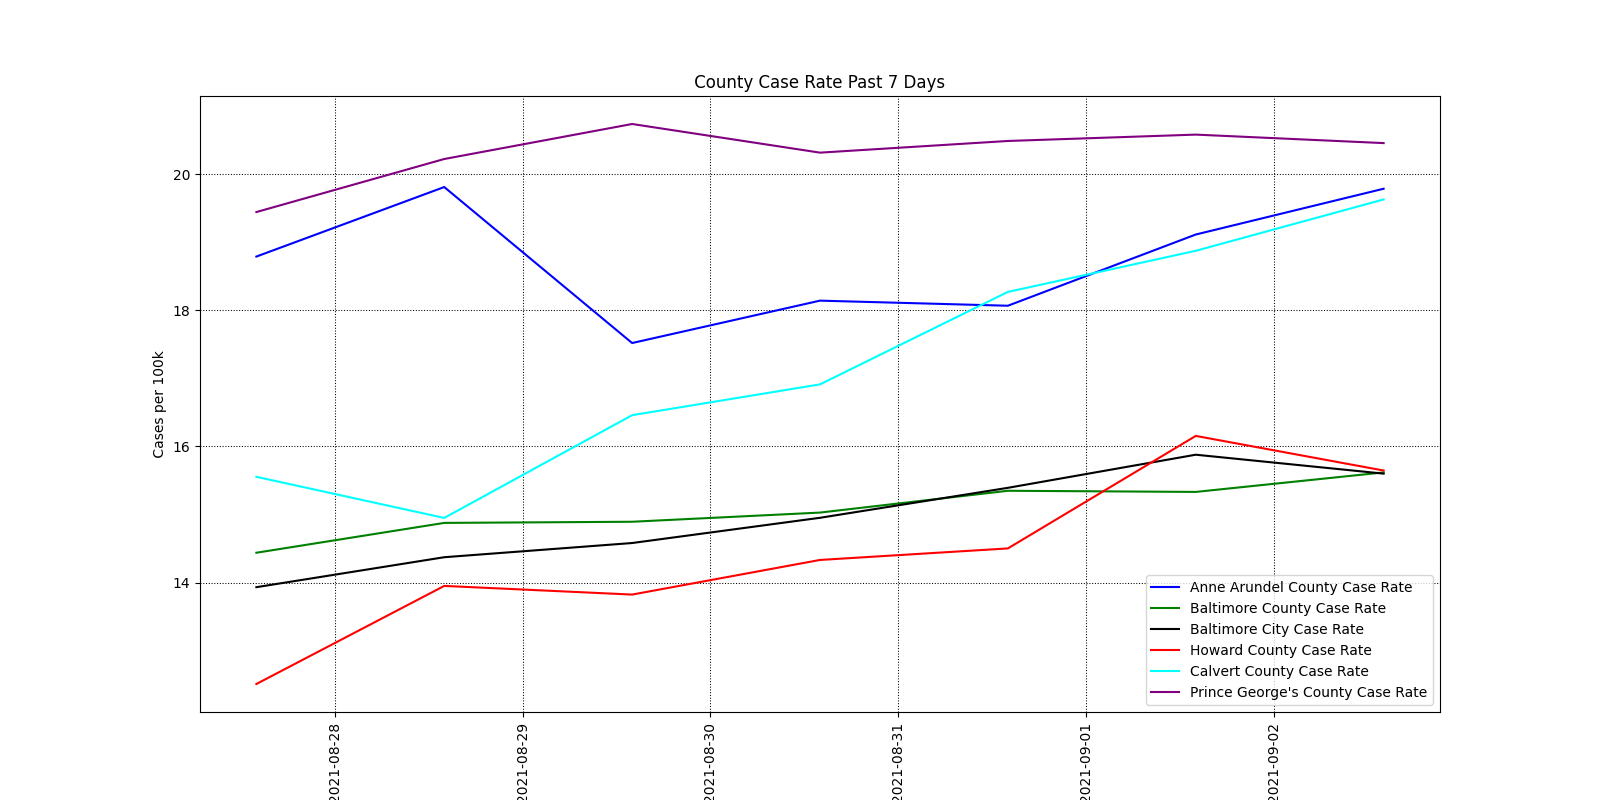 County Case Rate Past 7 Days
Cases per 100k
20
18
16
14
Anne Arundel County Case Rate
Baltimore County Case Rate
Baltimore City Case Rate
Howard County Case Rate
Calvert County Case Rate
Prince George's County Case Rate
2021-08-28
2021-08-29
2021-08-30
2021-08-31
2021-09-01
2021-09-02